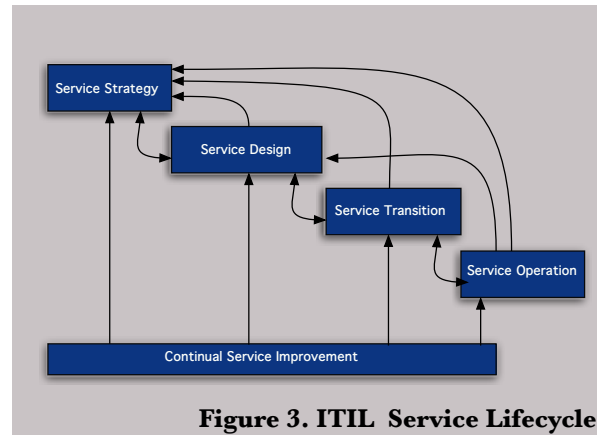 Service Strategy
Service Design
Service Transition
Service Operation
Continual Service Improvement
Figure 3. ITIL Service Lifecycle